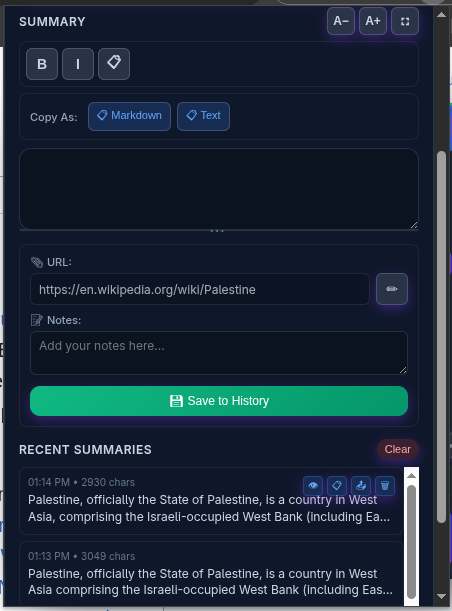 SUMMARY
A− A+
B I
Copy As: Markdown Text
URL:
https://en.wikipedia.org/wiki/Palestine
Notes:
Add your notes here...
Save to History
RECENT SUMMARIES Clear
01:14 PM • 2930 chars
Palestine, officially the State of Palestine, is a country in West
Asia, comprising the Israeli-occupied West Bank (including Ea...
01:13 PM • 3049 chars
Palestine, officially the State of Palestine, is a country in West
Asia comprising the Israeli-occupied West Bank (including Eas...